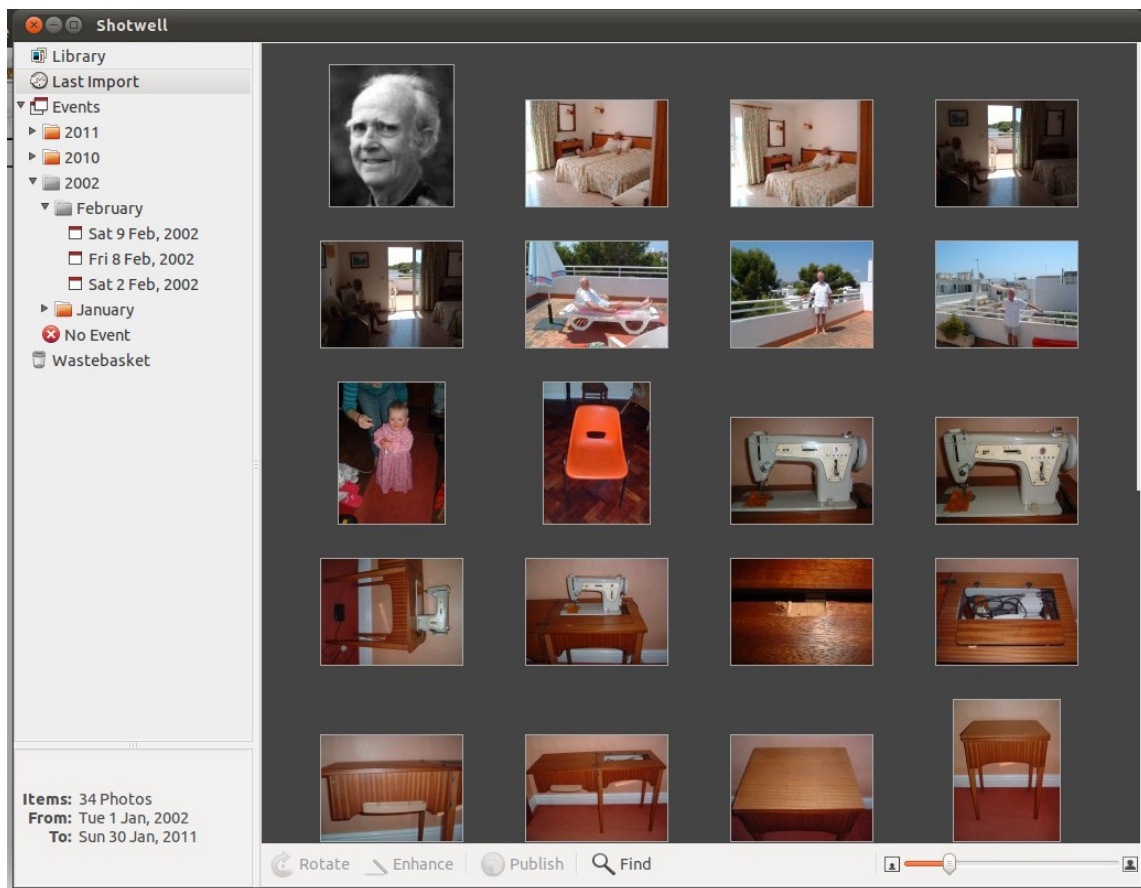 Shotwell
Library
Last Import
Events
2011
2010
2002
February
Sat 9 Feb, 2002
Fri 8 Feb, 2002
Sat 2 Feb, 2002
January
No Event
Wastebasket
Items: 34 Photos
From: Tue 1 Jan, 2002
To: Sun 30 Jan, 2011
Rotate
Enhance
Publish
Find